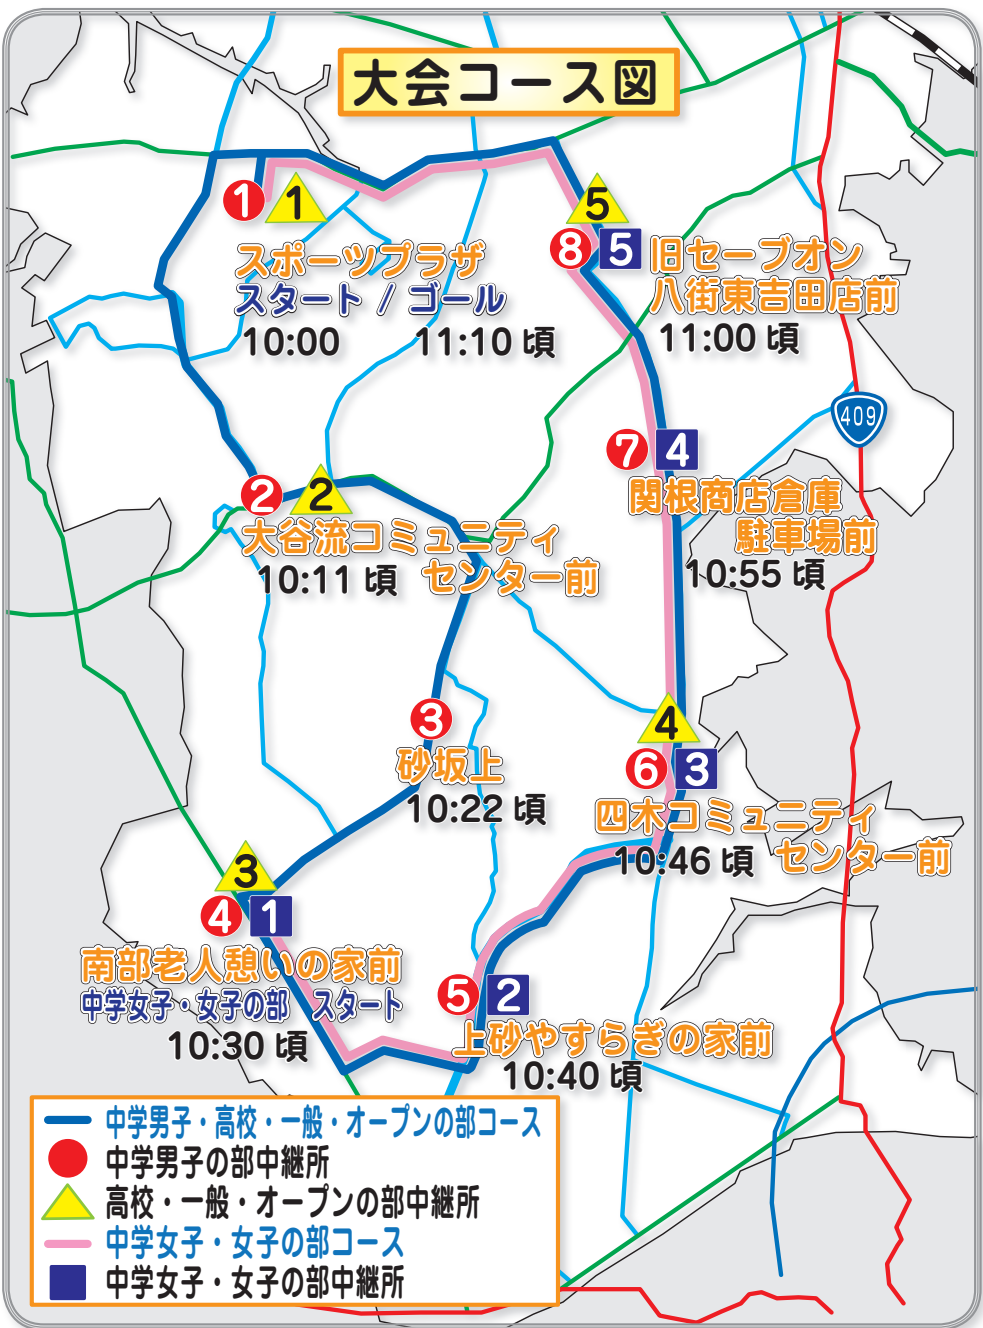 大会コース図
1 1
5
8 5
スポーツプラザ
スタート / ゴール
10:00 11:10 頃
旧セーブオン
八街東吉田店前
11:00 頃
409
7 4
関根商店倉庫
駐車場前
10:55 頃
2 2
大谷流コミュニティ
センター前
10:11 頃
3
砂坂上
10:22 頃
4
6 3
四木コミュニティ
センター前
10:46 頃
3
4 1
南部老人憩いの家前
中学女子・女子の部 スタート
10:30 頃
5 2
上砂やすらぎの家前
10:40 頃
中学男子・高校・一般・オープンの部コース
中学男子の部中継所
高校・一般・オープンの部中継所
中学女子・女子の部コース
中学女子・女子の部中継所